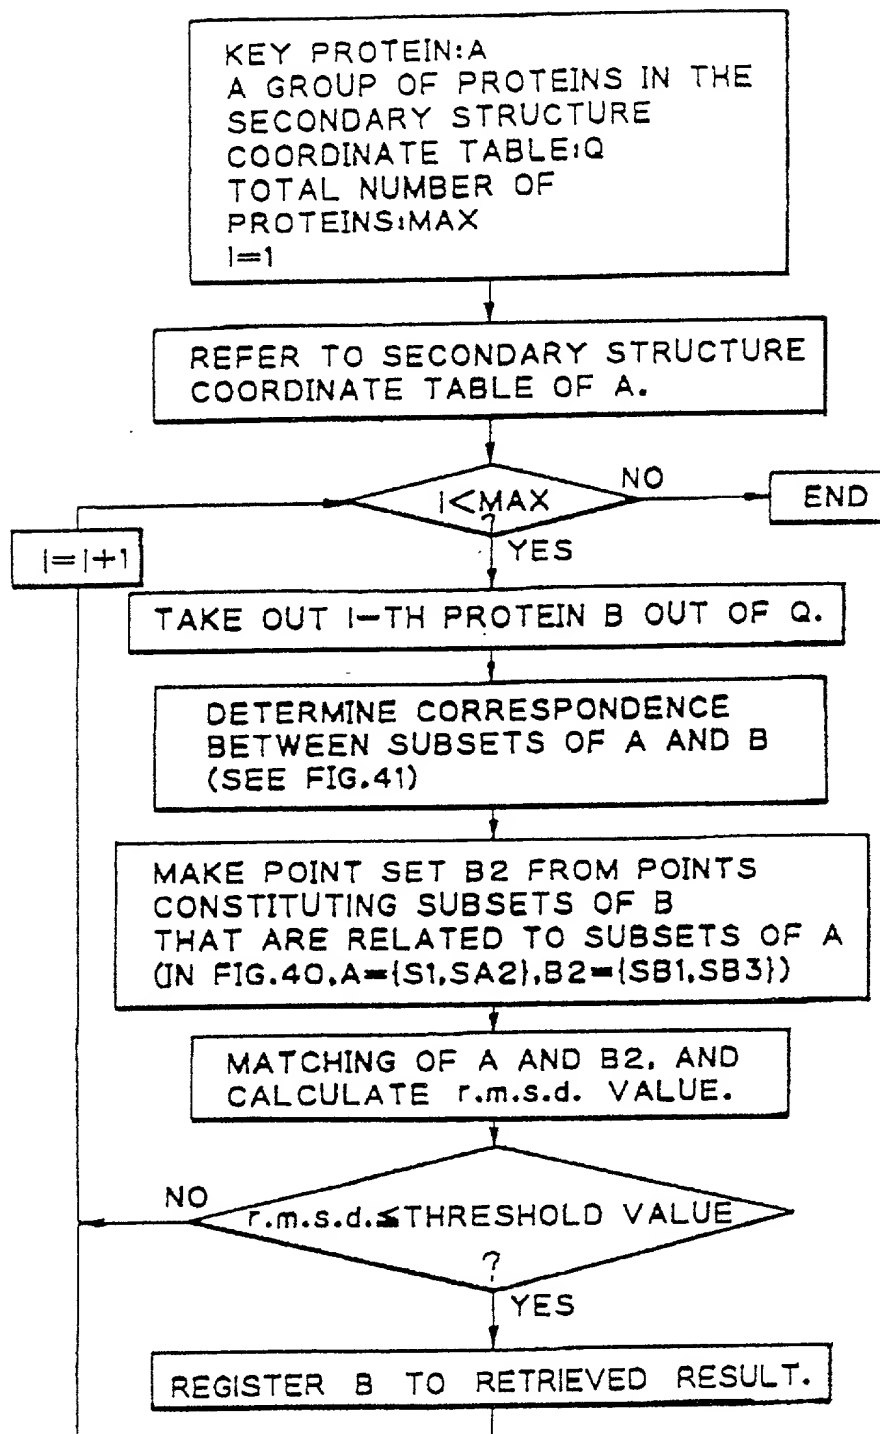 KEY PROTEIN:A
A GROUP OF PROTEINS IN THE
SECONDARY STRUCTURE
COORDINATE TABLE:Q
TOTAL NUMBER OF
PROTEINS:MAX
I=1
REFER TO SECONDARY STRUCTURE
COORDINATE TABLE OF A.
I<MAX
?
NO
END
YES
I=I+1
TAKE OUT I-TH PROTEIN B OUT OF Q.
DETERMINE CORRESPONDENCE
BETWEEN SUBSETS OF A AND B
(SEE FIG.41)
MAKE POINT SET B2 FROM POINTS
CONSTITUTING SUBSETS OF B
THAT ARE RELATED TO SUBSETS OF A
(IN FIG.40,A={S1,SA2},B2={SB1,SB3})
MATCHING OF A AND B2, AND
CALCULATE r.m.s.d. VALUE.
NO
r.m.s.d.≦THRESHOLD VALUE
?
YES
REGISTER B TO RETRIEVED RESULT.